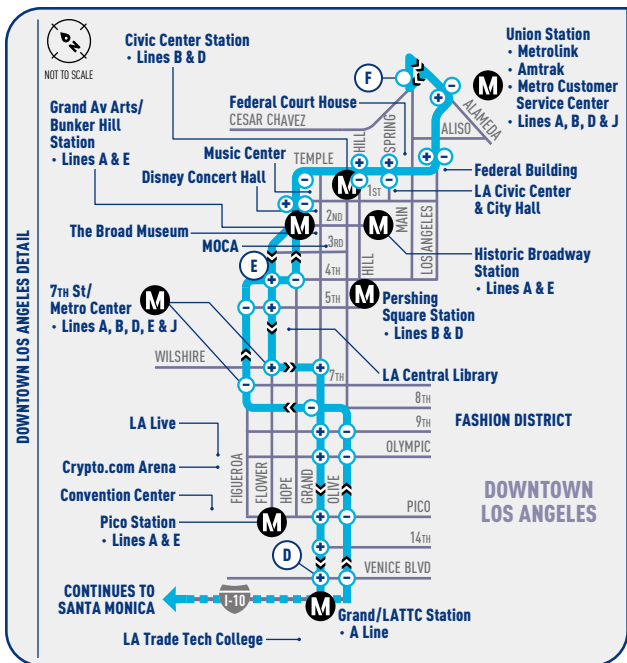 DOWNTOWN LOS ANGELES DETAIL
N
NOT TO SCALE
Civic Center Station
• Lines B & D
Grand Av Arts/
Bunker Hill
Station
• Lines A & E
F
M
Union Station
• Metrolink
• Amtrak
• Metro Customer
Service Center
• Lines A, B, D & J
Federal Court House
CESAR CHAVEZ
HILL
SPRING
ALAMEDA
ALISO
Music Center
TEMPLE
Disney Concert Hall
M
1ST
Federal Building
LA Civic Center
& City Hall
The Broad Museum
M
2ND
M
MAIN
LOS ANGELES
MOCA
3RD
Historic Broadway
Station
• Lines A & E
E
4TH
HILL
7TH St/
Metro Center
• Lines A, B, D, E & J
M
5TH
M
Pershing
Square Station
• Lines B & D
WILSHIRE
7TH
LA Central Library
8TH
9TH
FASHION DISTRICT
LA Live
OLYMPIC
Crypto.com Arena
FIGUEROA
FLOWER
HOPE
GRAND
OLIVE
DOWNTOWN
LOS ANGELES
Convention Center
PICO
Pico Station
• Lines A & E
M
14TH
D
VENICE BLVD
CONTINUES TO
SANTA MONICA
I-10
M
Grand/LATTC Station
• A Line
LA Trade Tech College